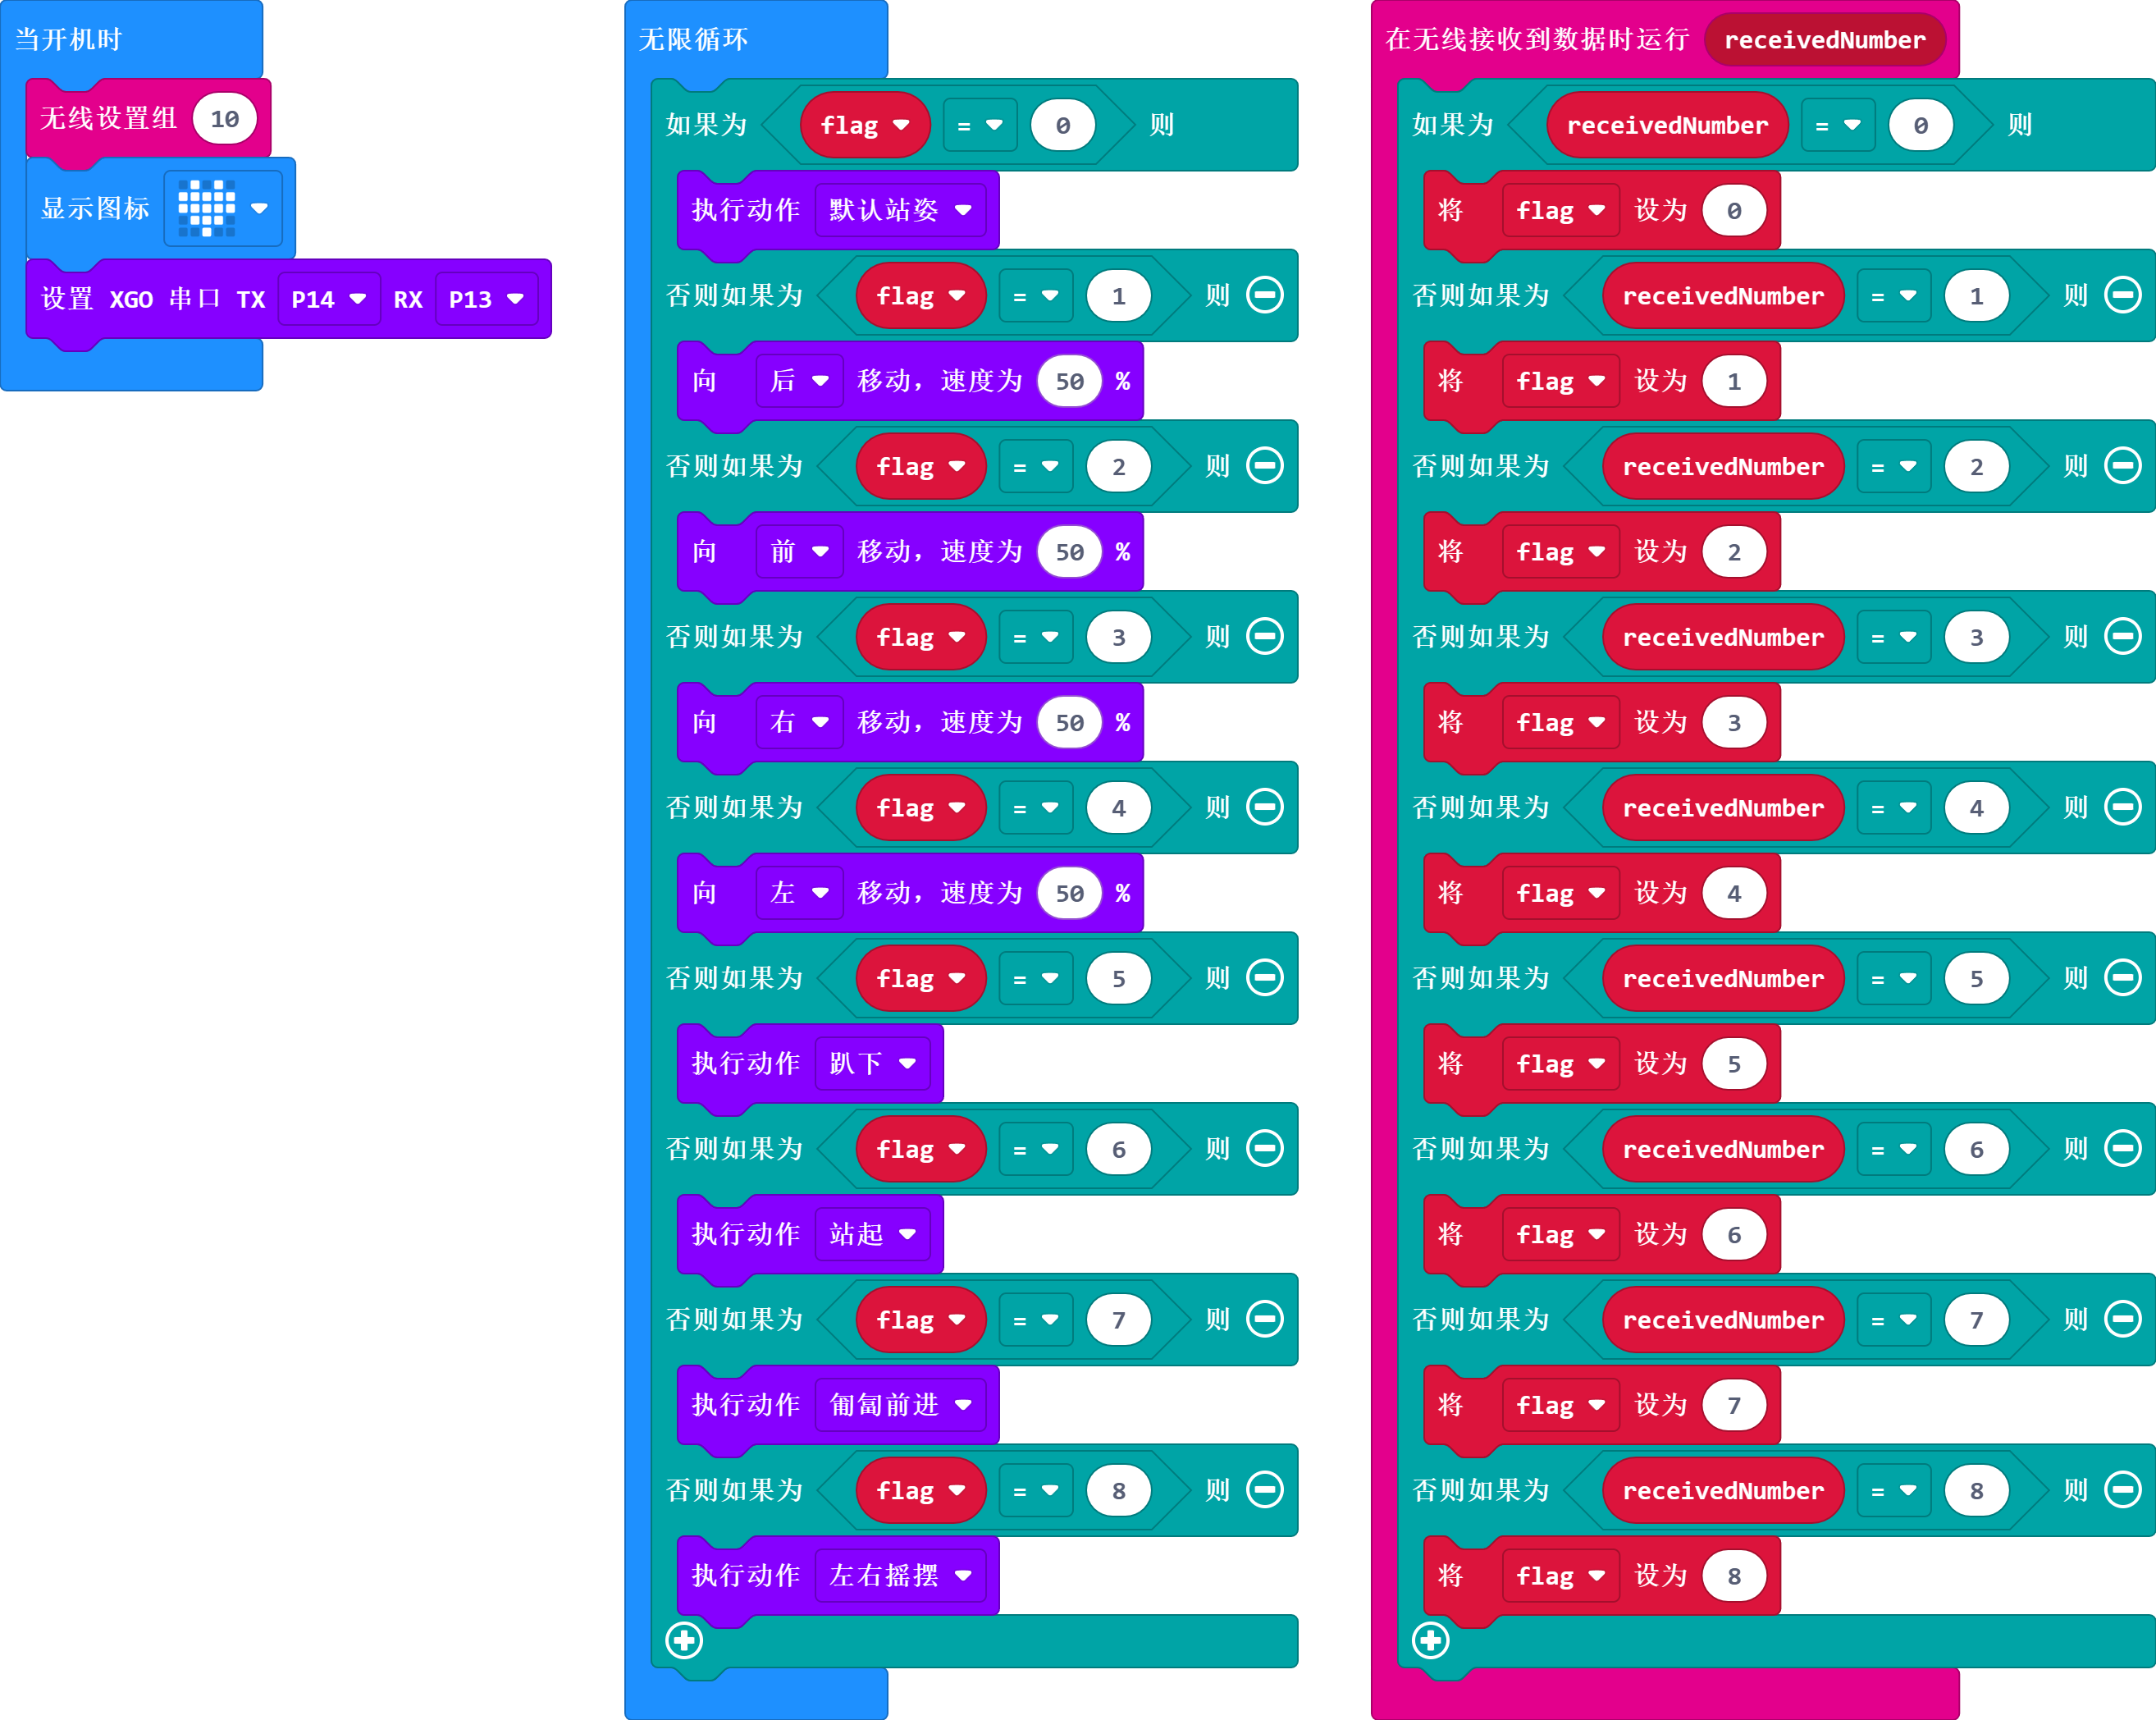 当开机时
无线设置组 10
显示图标
设置 XGO 串口 TX P14 RX P13
无限循环
如果为 flag = 0 则
执行动作 默认站姿
否则如果为 flag = 1 则
向 后 移动，速度为 50 %
否则如果为 flag = 2 则
向 前 移动，速度为 50 %
否则如果为 flag = 3 则
向 右 移动，速度为 50 %
否则如果为 flag = 4 则
向 左 移动，速度为 50 %
否则如果为 flag = 5 则
执行动作 趴下
否则如果为 flag = 6 则
执行动作 站起
否则如果为 flag = 7 则
执行动作 匍匐前进
否则如果为 flag = 8 则
执行动作 左右摇摆
在无线接收到数据时运行 receivedNumber
如果为 receivedNumber = 0 则
将 flag 设为 0
否则如果为 receivedNumber = 1 则
将 flag 设为 1
否则如果为 receivedNumber = 2 则
将 flag 设为 2
否则如果为 receivedNumber = 3 则
将 flag 设为 3
否则如果为 receivedNumber = 4 则
将 flag 设为 4
否则如果为 receivedNumber = 5 则
将 flag 设为 5
否则如果为 receivedNumber = 6 则
将 flag 设为 6
否则如果为 receivedNumber = 7 则
将 flag 设为 7
否则如果为 receivedNumber = 8 则
将 flag 设为 8